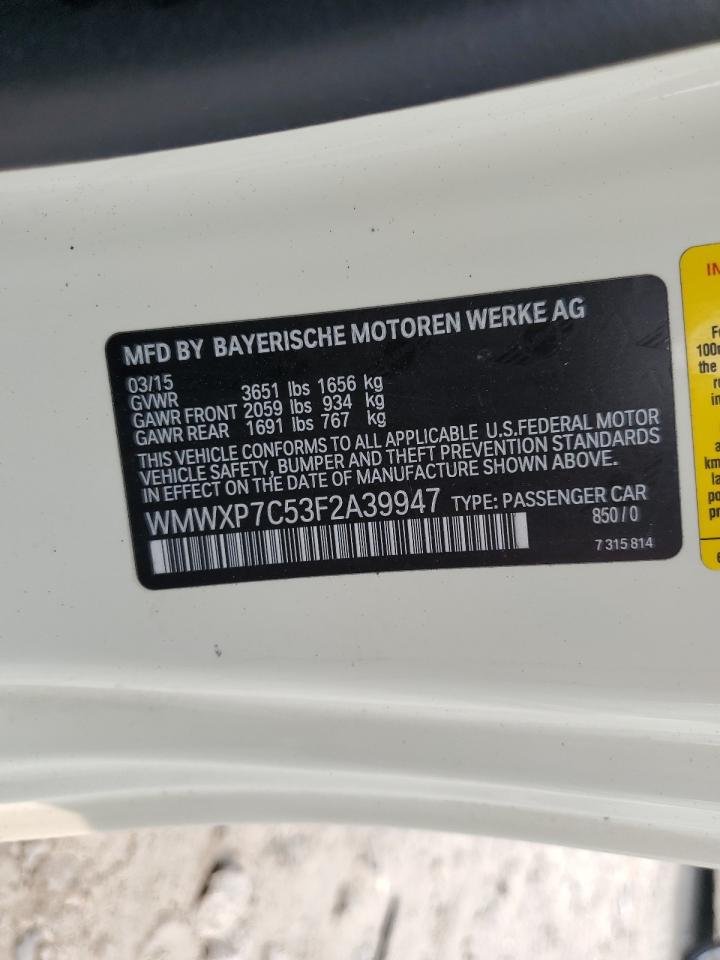 MFD BY BAYERISCHE MOTOREN WERKE AG
03/15
GVWR 3651 lbs 1656 kg
GAWR FRONT 2059 lbs 934 kg
GAWR REAR 1691 lbs 767 kg
THIS VEHICLE CONFORMS TO ALL APPLICABLE U.S.FEDERAL MOTOR
VEHICLE SAFETY, BUMPER AND THEFT PREVENTION STANDARDS
IN EFFECT ON THE DATE OF MANUFACTURE SHOWN ABOVE.
WMWXP7C53F2A39947 TYPE: PASSENGER CAR
850/0
7 315 814
100
the
in
a